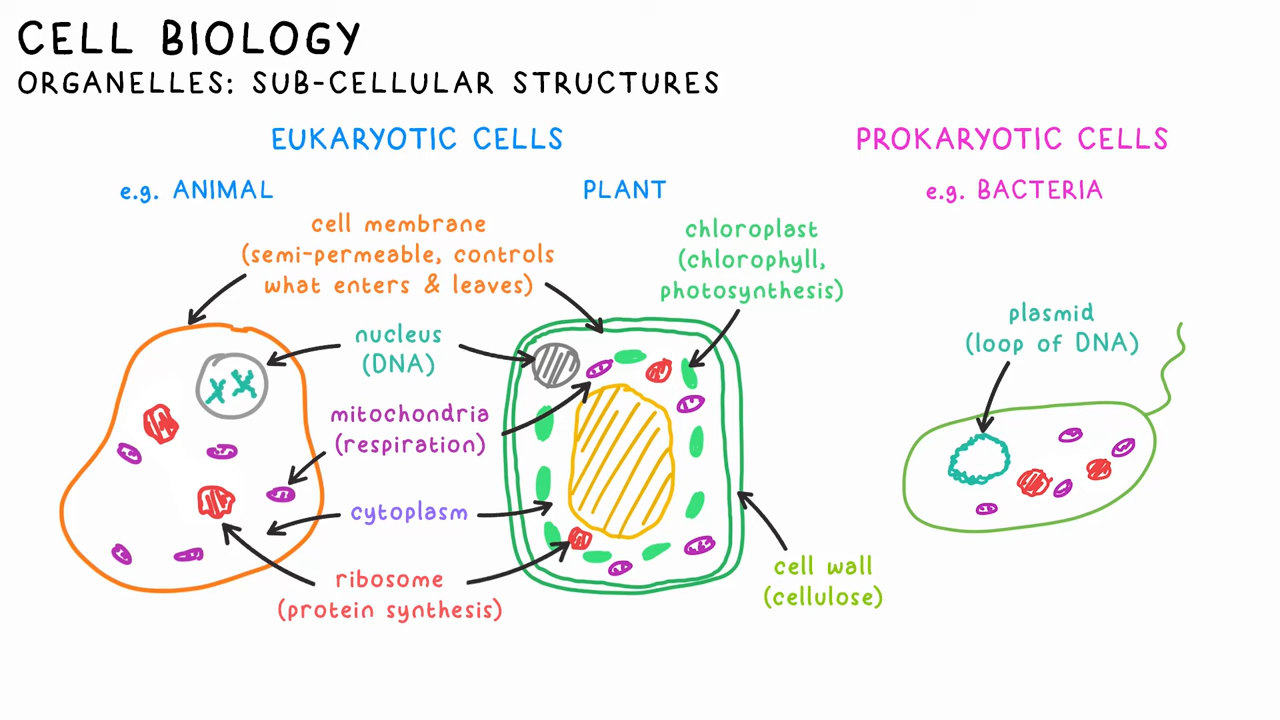 CELL BIOLOGY
ORGANELLES: SUB-CELLULAR STRUCTURES
EUKARYOTIC CELLS
PROKARYOTIC CELLS
e.g. ANIMAL
PLANT
e.g. BACTERIA
cell membrane
(semi-permeable, controls
what enters & leaves)
chloroplast
(chlorophyll,
photosynthesis)
nucleus
(DNA)
plasmid
(loop of DNA)
mitochondria
(respiration)
cytoplasm
ribosome
(protein synthesis)
cell wall
(cellulose)